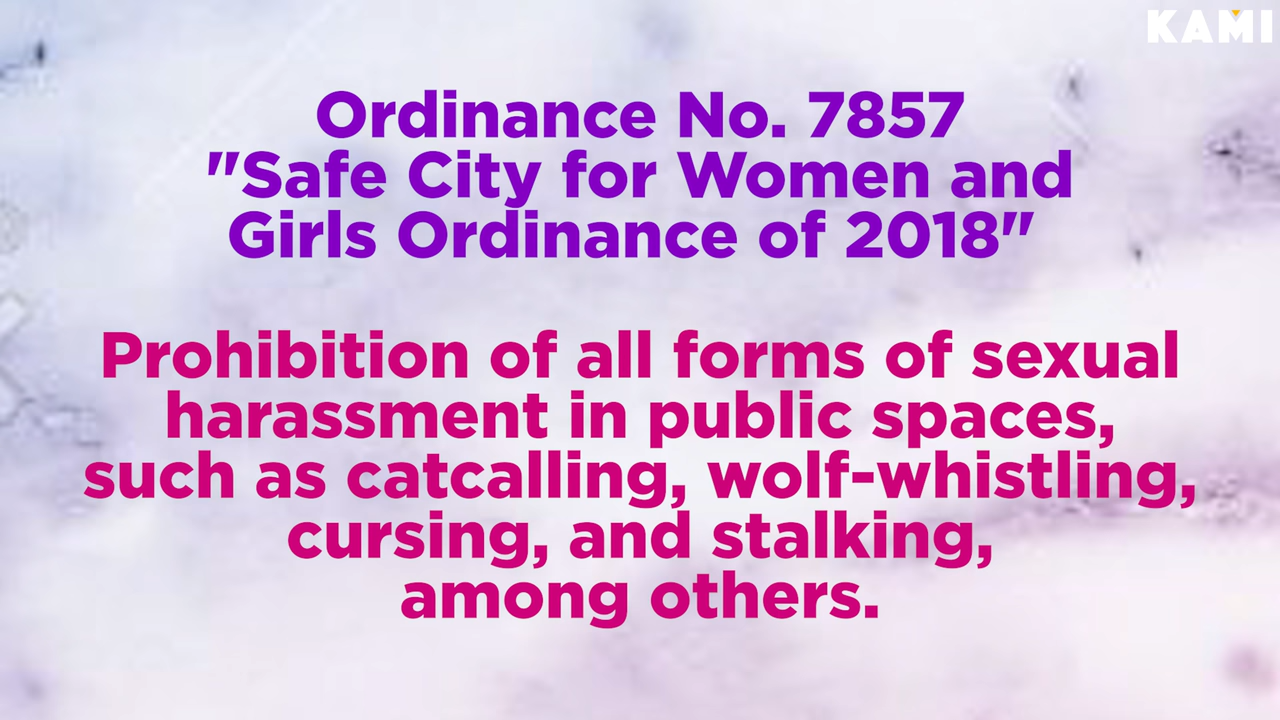 KAMI
Ordinance No. 7857
"Safe City for Women and
Girls Ordinance of 2018"
Prohibition of all forms of sexual
harassment in public spaces,
such as catcalling, wolf-whistling,
cursing, and stalking,
among others.